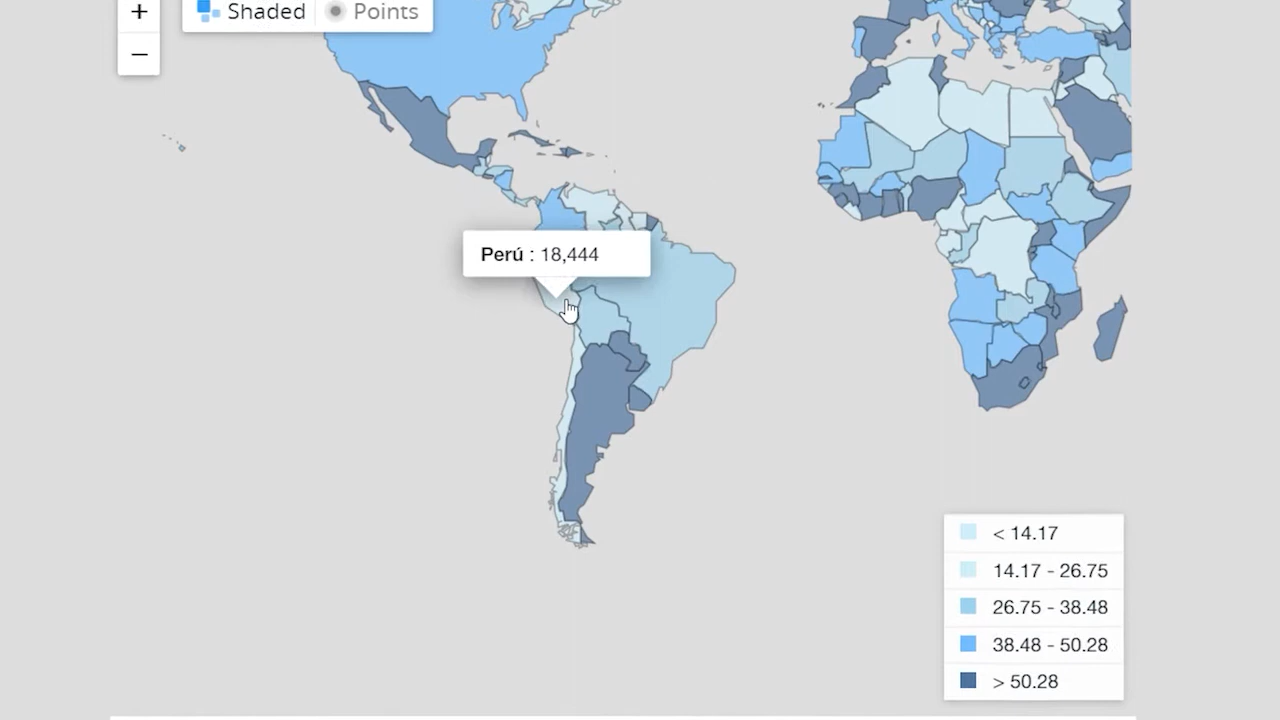 +
−
Shaded
Points
Perú : 18,444
< 14.17
14.17 - 26.75
26.75 - 38.48
38.48 - 50.28
> 50.28